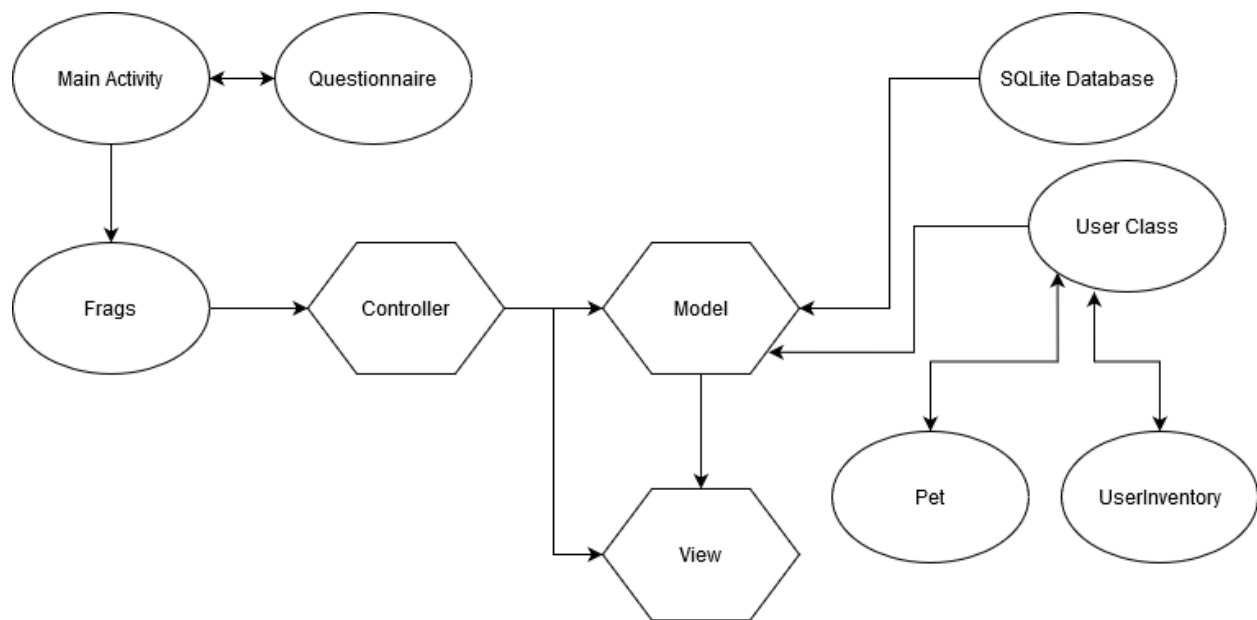 Main Activity
Questionnaire
SQLite Database
User Class
Frags
Controller
Model
Pet
UserInventory
View